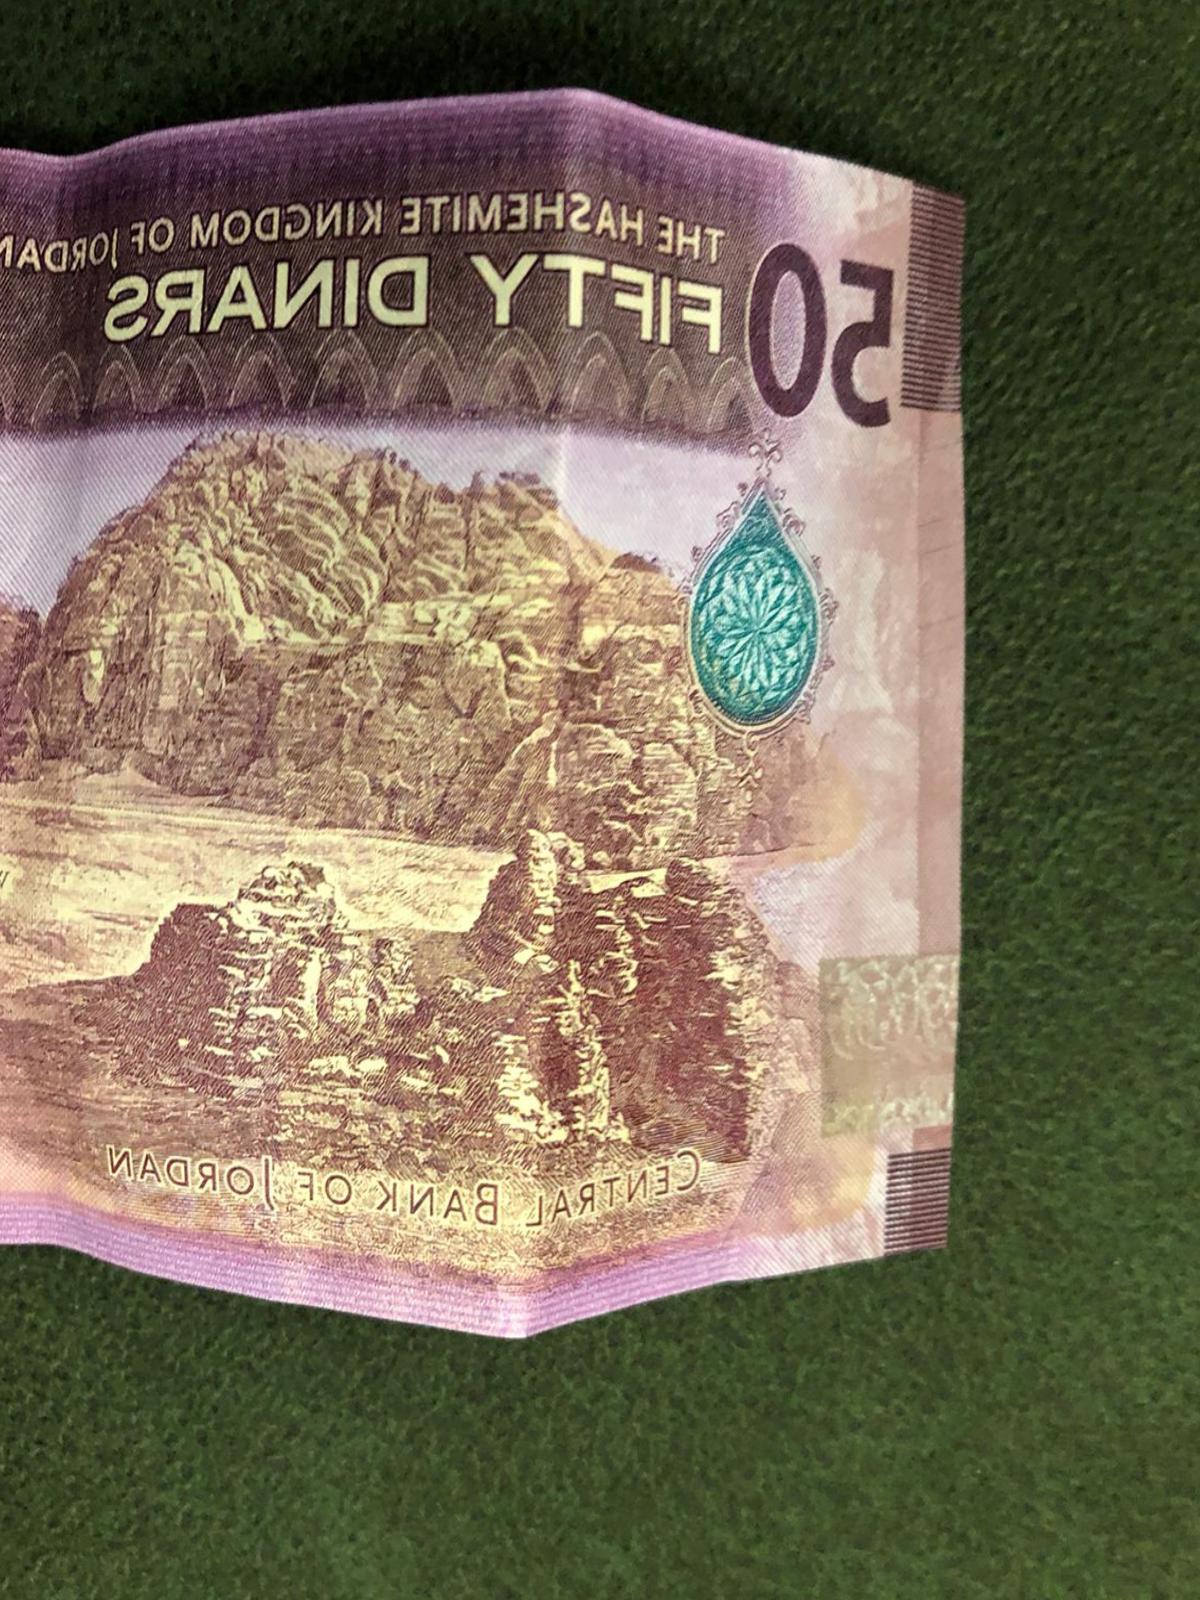 THE HASHEMITE KINGDOM OF JORDAN
FIFTY DINARS
50
CENTRAL BANK OF JORDAN